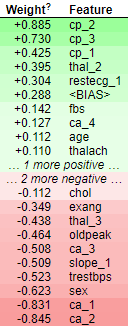 Weight? Feature
+0.885 cp_2
+0.730 cp_3
+0.425 cp_1
+0.395 thal_2
+0.304 restecg_1
+0.288 <BIAS>
+0.142 fbs
+0.127 ca_4
+0.112 age
+0.110 thalach
… 1 more positive …
… 2 more negative …
-0.112 chol
-0.349 exang
-0.438 thal_3
-0.464 oldpeak
-0.508 ca_3
-0.509 slope_1
-0.523 trestbps
-0.623 sex
-0.831 ca_1
-0.845 ca_2